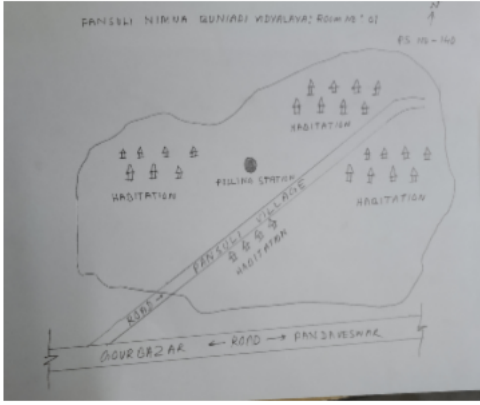 PANSULI NIMNA BUNIADI VIDYALAYA: ROOM NO: 01
N
PS NO - 140
HABITATION
HABITATION
POLLING STATION
HABITATION
HABITATION
PANSULI VILLAGE
ROAD
GOURBAZAR ← ROAD → PANDAVESWAR